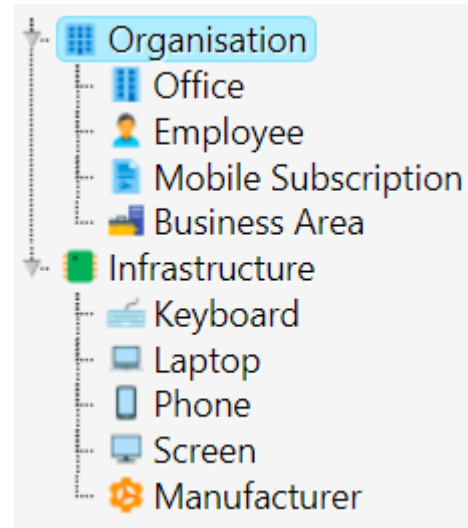 Organisation
Office
Employee
Mobile Subscription
Business Area
Infrastructure
Keyboard
Laptop
Phone
Screen
Manufacturer